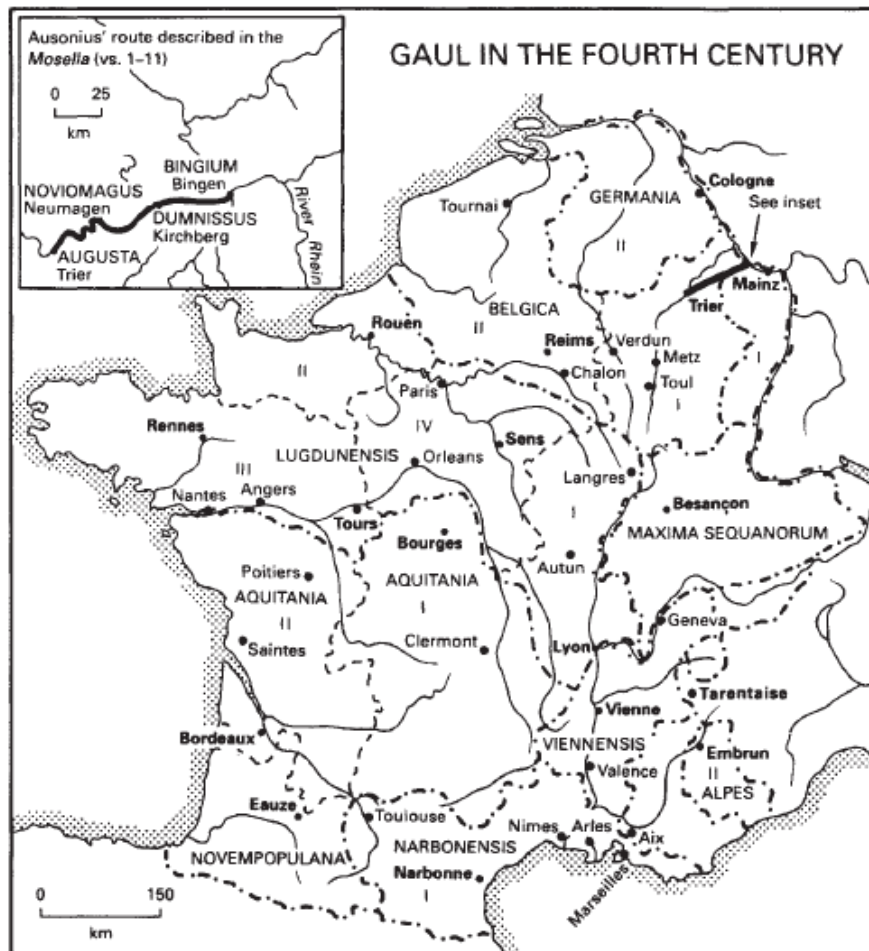 Ausonius' route described in the
Mosella (vs. 1–11)
0 25
km
BINGIUM
Bingen
NOVIOMAGUS
Neumagen
DUMNISSUS
Kirchberg
AUGUSTA
Trier
River
Rhein
GAUL IN THE FOURTH CENTURY
Cologne
See inset
GERMANIA
II
Tournai
Mainz
Trier
I
BELGICA
II
Rouen
Reims
Verdun
Metz
Chalon
Toul
I
II
Paris
IV
Rennes
Sens
LUGDUNENSIS
Orleans
III
Langres
Nantes
Angers
Tours
I
Besançon
MAXIMA SEQUANORUM
Bourges
Autun
Poitiers
AQUITANIA
II
AQUITANIA
I
Geneva
Saintes
Clermont
Lyon
Tarentaise
Vienne
Bordeaux
VIENNENSIS
Embrun
II
ALPES
Valence
Eauze
Toulouse
Nimes
Arles
Aix
NARBONENSIS
NOVEMPOPULANA
Narbonne
I
Marseilles
0 150
km